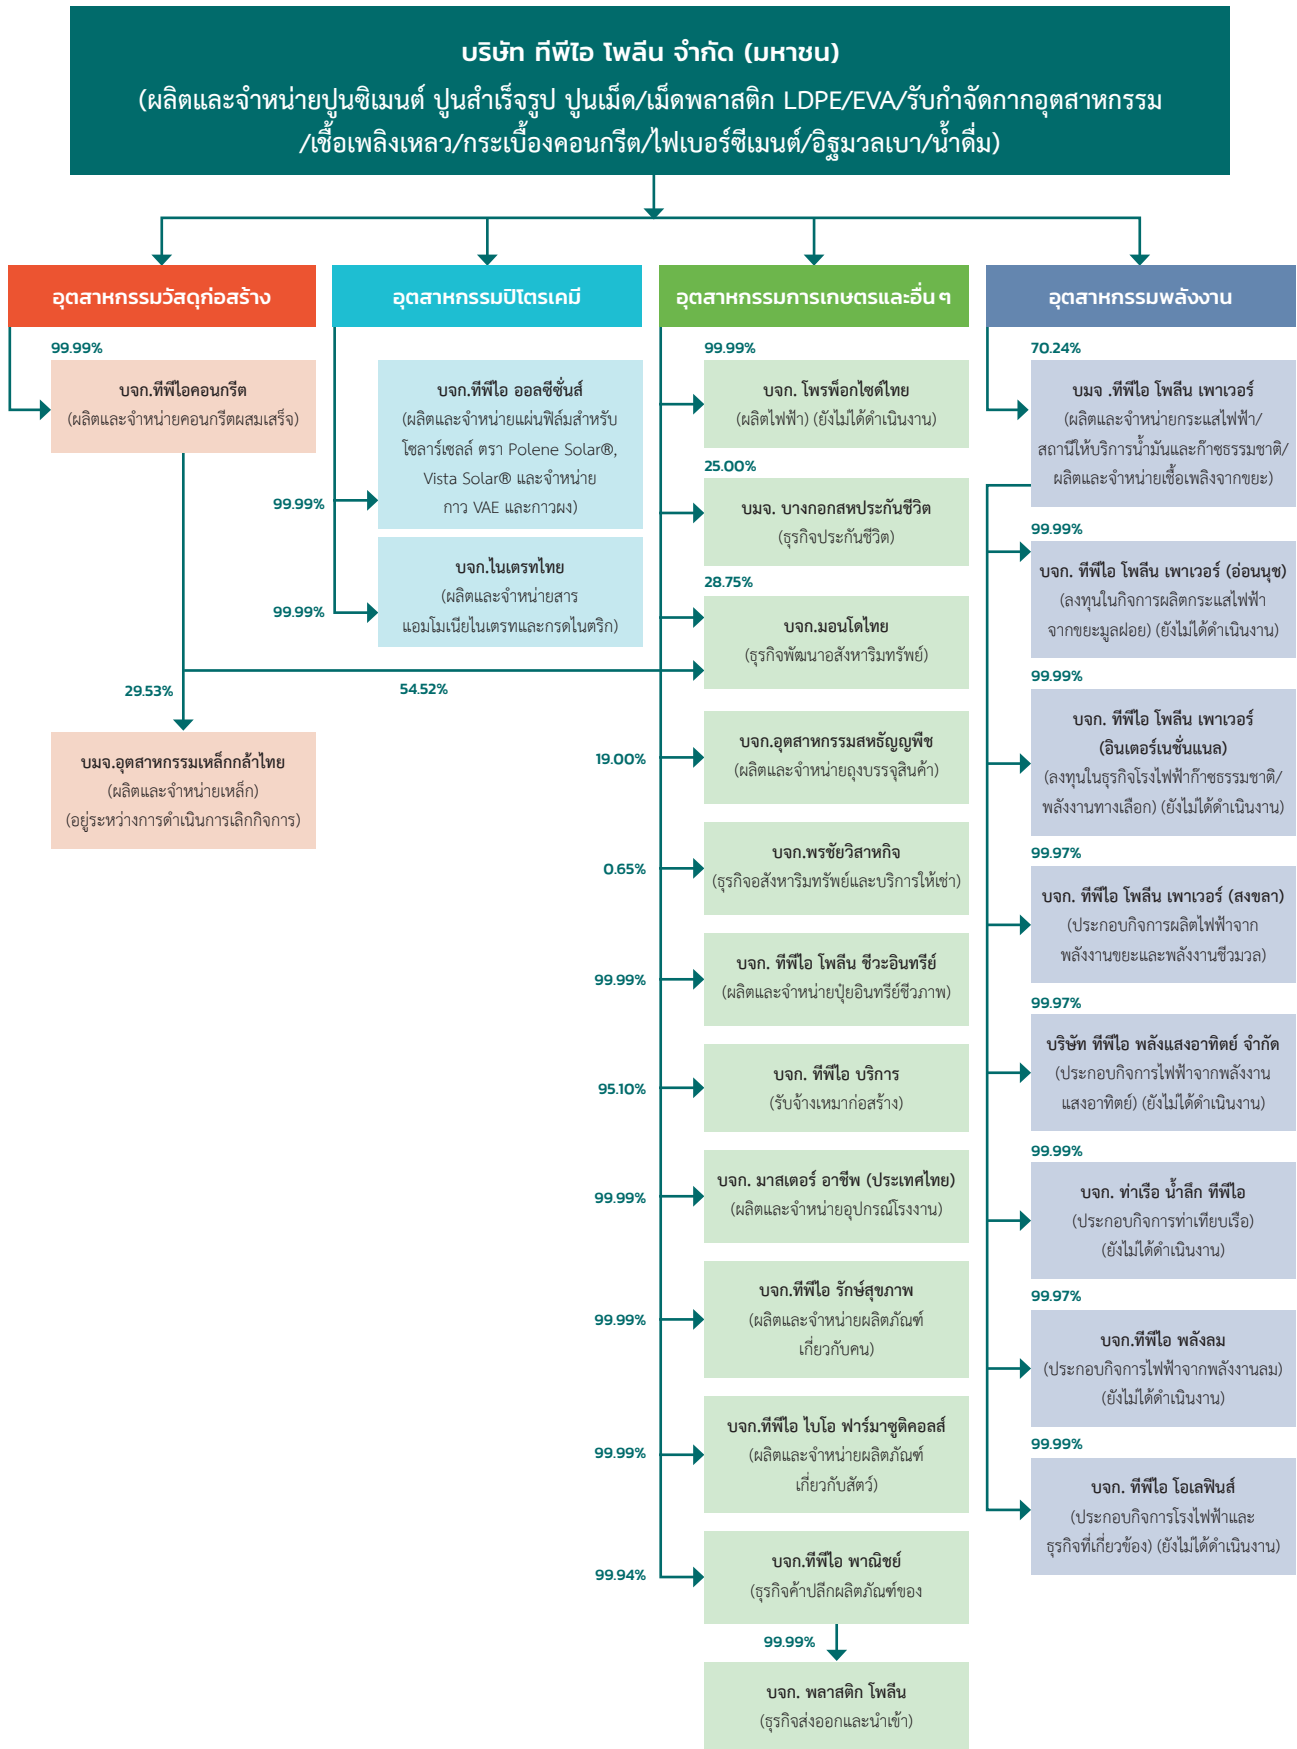 บริษัท ทีพีไอ โพลีน จำกัด (มหาชน)
(ผลิตและจำหน่ายปูนซิเมนต์ ปูนสำเร็จรูป ปูนเม็ด/เม็ดพลาสติก LDPE/EVA/รับกำจัดกากอุตสาหกรรม
/เชื้อเพลิงเหลว/กระเบื้องคอนกรีต/ไฟเบอร์ซีเมนต์/อิฐมวลเบา/น้ำดื่ม)
อุตสาหกรรมวัสดุก่อสร้าง
99.99%
บจก.ทีพีไอคอนกรีต
(ผลิตและจำหน่ายคอนกรีตผสมเสร็จ)
29.53%
54.52%
บมจ.อุตสาหกรรมเหล็กกล้าไทย
(ผลิตและจำหน่ายเหล็ก)
(อยู่ระหว่างการดำเนินการเลิกกิจการ)
อุตสาหกรรมปิโตรเคมี
99.99%
บจก.ทีพีไอ ออลซีซั่นส์
(ผลิตและจำหน่ายแผ่นฟิล์มสำหรับ
โซลาร์เซลล์ ตรา Polene Solar®,
Vista Solar® และจำหน่าย
กาว VAE และกาวผง)
99.99%
บจก.ไนเตรทไทย
(ผลิตและจำหน่ายสาร
แอมโมเนียไนเตรทและกรดไนตริก)
อุตสาหกรรมการเกษตรและอื่น ๆ
99.99%
บจก. โพรพ็อกไซด์ไทย
(ผลิตไฟฟ้า) (ยังไม่ได้ดำเนินงาน)
25.00%
บมจ. บางกอกสหประกันชีวิต
(ธุรกิจประกันชีวิต)
28.75%
บจก.มอนโดไทย
(ธุรกิจพัฒนาอสังหาริมทรัพย์)
19.00%
บจก.อุตสาหกรรมสหธัญญพืช
(ผลิตและจำหน่ายถุงบรรจุสินค้า)
0.65%
บจก.พรชัยวิสาหกิจ
(ธุรกิจอสังหาริมทรัพย์และบริการให้เช่า)
99.99%
บจก. ทีพีไอ โพลีน ชีวะอินทรีย์
(ผลิตและจำหน่ายปุ๋ยอินทรีย์ชีวภาพ)
95.10%
บจก. ทีพีไอ บริการ
(รับจ้างเหมาก่อสร้าง)
99.99%
บจก. มาสเตอร์ อาชีพ (ประเทศไทย)
(ผลิตและจำหน่ายอุปกรณ์โรงงาน)
99.99%
บจก.ทีพีไอ รักษ์สุขภาพ
(ผลิตและจำหน่ายผลิตภัณฑ์
เกี่ยวกับคน)
99.99%
บจก.ทีพีไอ ไบโอ ฟาร์มาซูติคอลส์
(ผลิตและจำหน่ายผลิตภัณฑ์
เกี่ยวกับสัตว์)
99.94%
บจก.ทีพีไอ พาณิชย์
(ธุรกิจค้าปลีกผลิตภัณฑ์ของ
99.99%
บจก. พลาสติก โพลีน
(ธุรกิจส่งออกและนำเข้า)
อุตสาหกรรมพลังงาน
70.24%
บมจ .ทีพีไอ โพลีน เพาเวอร์
(ผลิตและจำหน่ายกระแสไฟฟ้า/
สถานีให้บริการน้ำมันและก๊าซธรรมชาติ/
ผลิตและจำหน่ายเชื้อเพลิงจากขยะ)
99.99%
บจก. ทีพีไอ โพลีน เพาเวอร์ (อ่อนนุช)
(ลงทุนในกิจการผลิตกระแสไฟฟ้า
จากขยะมูลฝอย) (ยังไม่ได้ดำเนินงาน)
99.99%
บจก. ทีพีไอ โพลีน เพาเวอร์
(อินเตอร์เนชั่นแนล)
(ลงทุนในธุรกิจโรงไฟฟ้าก๊าซธรรมชาติ/
พลังงานทางเลือก) (ยังไม่ได้ดำเนินงาน)
99.97%
บจก. ทีพีไอ โพลีน เพาเวอร์ (สงขลา)
(ประกอบกิจการผลิตไฟฟ้าจาก
พลังงานขยะและพลังงานชีวมวล)
99.97%
บริษัท ทีพีไอ พลังแสงอาทิตย์ จำกัด
(ประกอบกิจการไฟฟ้าจากพลังงาน
แสงอาทิตย์) (ยังไม่ได้ดำเนินงาน)
99.99%
บจก. ท่าเรือ น้ำลึก ทีพีไอ
(ประกอบกิจการท่าเทียบเรือ)
(ยังไม่ได้ดำเนินงาน)
99.97%
บจก.ทีพีไอ พลังลม
(ประกอบกิจการไฟฟ้าจากพลังงานลม)
(ยังไม่ได้ดำเนินงาน)
99.99%
บจก. ทีพีไอ โอเลฟินส์
(ประกอบกิจการโรงไฟฟ้าและ
ธุรกิจที่เกี่ยวข้อง) (ยังไม่ได้ดำเนินงาน)